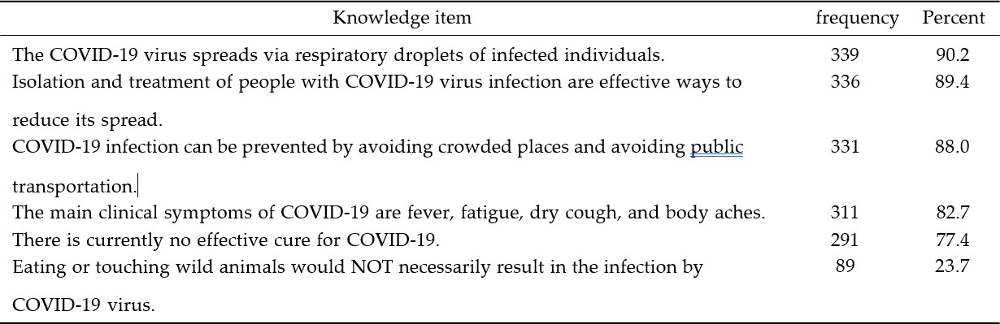 Knowledge item frequency Percent
The COVID-19 virus spreads via respiratory droplets of infected individuals. 339 90.2
Isolation and treatment of people with COVID-19 virus infection are effective ways to 336 89.4
reduce its spread.
COVID-19 infection can be prevented by avoiding crowded places and avoiding public 331 88.0
transportation.
The main clinical symptoms of COVID-19 are fever, fatigue, dry cough, and body aches. 311 82.7
There is currently no effective cure for COVID-19. 291 77.4
Eating or touching wild animals would NOT necessarily result in the infection by 89 23.7
COVID-19 virus.